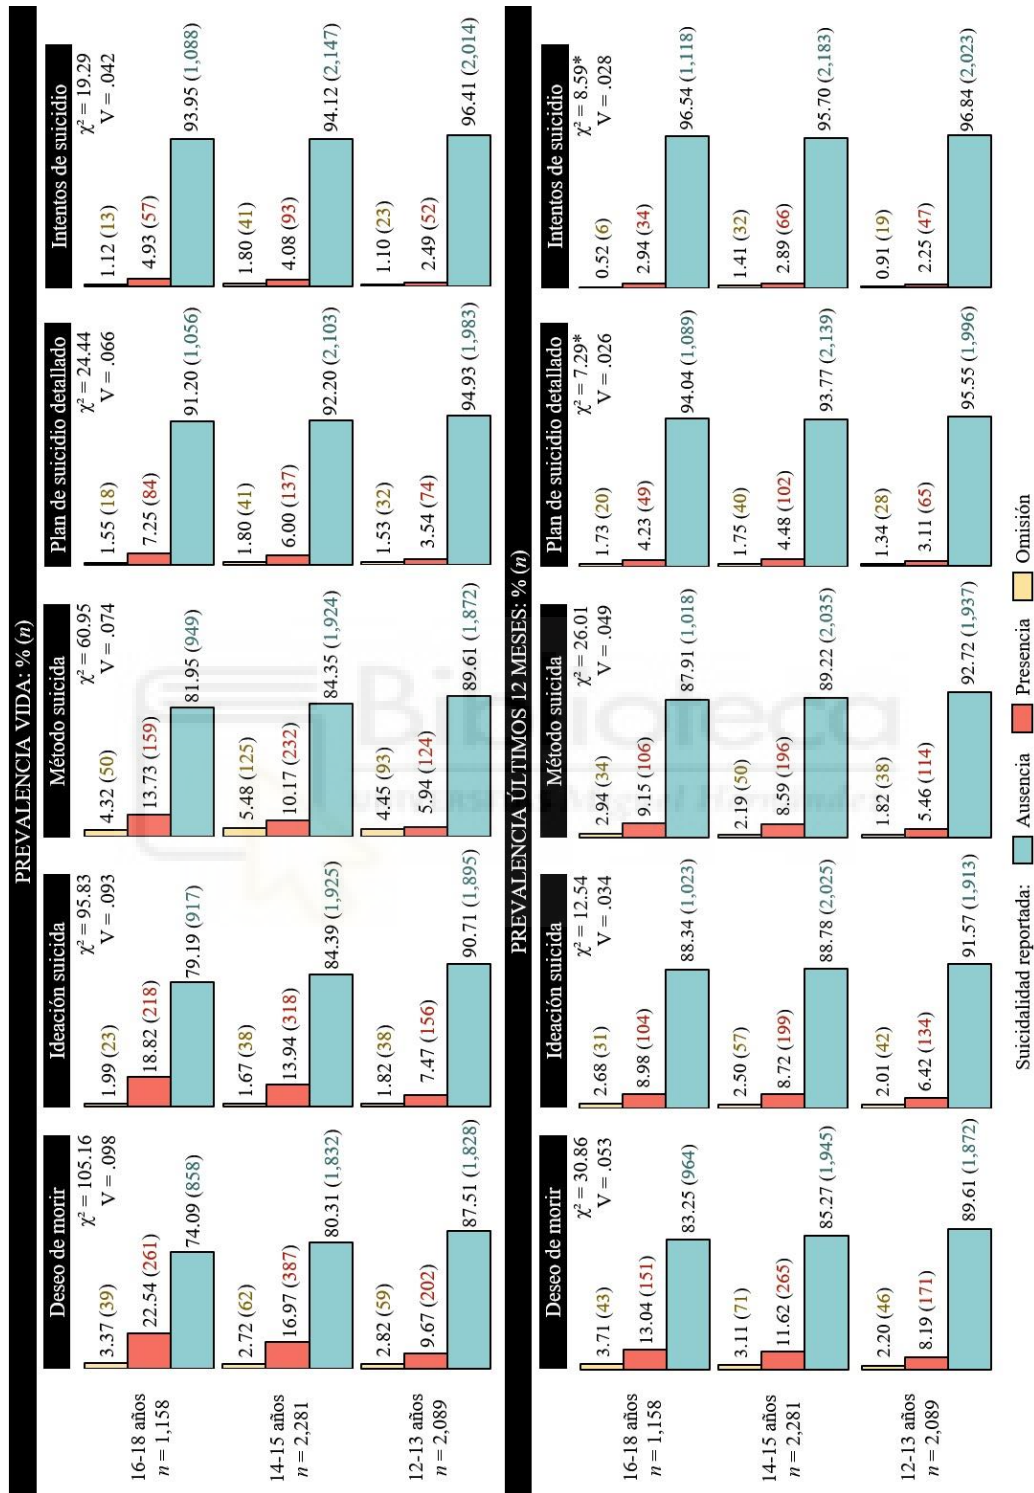 PREVALENCIA VIDA: % (n)
Deseo de morir
Ideación suicida
Método suicida
Plan de suicidio detallado
Intentos de suicidio
χ² = 105.16
V = .098
χ² = 95.83
V = .093
χ² = 60.95
V = .074
χ² = 24.44
V = .066
χ² = 19.29
V = .042
16-18 años
n = 1,158
3.37 (39)
22.54 (261)
74.09 (858)
1.99 (23)
18.82 (218)
79.19 (917)
4.32 (50)
13.73 (159)
81.95 (949)
1.55 (18)
7.25 (84)
91.20 (1,056)
1.12 (13)
4.93 (57)
93.95 (1,088)
14-15 años
n = 2,281
2.72 (62)
16.97 (387)
80.31 (1,832)
1.67 (38)
13.94 (318)
84.39 (1,925)
5.48 (125)
10.17 (232)
84.35 (1,924)
1.80 (41)
6.00 (137)
92.20 (2,103)
1.80 (41)
4.08 (93)
94.12 (2,147)
12-13 años
n = 2,089
2.82 (59)
9.67 (202)
87.51 (1,828)
1.82 (38)
7.47 (156)
90.71 (1,895)
4.45 (93)
5.94 (124)
89.61 (1,872)
1.53 (32)
3.54 (74)
94.93 (1,983)
1.10 (23)
2.49 (52)
96.41 (2,014)
PREVALENCIA ÚLTIMOS 12 MESES: % (n)
Deseo de morir
Ideación suicida
Método suicida
Plan de suicidio detallado
Intentos de suicidio
χ² = 30.86
V = .053
χ² = 12.54
V = .034
χ² = 26.01
V = .049
χ² = 7.29*
V = .026
χ² = 8.59*
V = .028
16-18 años
n = 1,158
3.71 (43)
13.04 (151)
83.25 (964)
2.68 (31)
8.98 (104)
88.34 (1,023)
2.94 (34)
9.15 (106)
87.91 (1,018)
1.73 (20)
4.23 (49)
94.04 (1,089)
0.52 (6)
2.94 (34)
96.54 (1,118)
14-15 años
n = 2,281
3.11 (71)
11.62 (265)
85.27 (1,945)
2.50 (57)
8.72 (199)
88.78 (2,025)
2.19 (50)
8.59 (196)
89.22 (2,035)
1.75 (40)
4.48 (102)
93.77 (2,139)
1.41 (32)
2.89 (66)
95.70 (2,183)
12-13 años
n = 2,089
2.20 (46)
8.19 (171)
89.61 (1,872)
2.01 (42)
6.42 (134)
91.57 (1,913)
1.82 (38)
5.46 (114)
92.72 (1,937)
1.34 (28)
3.11 (65)
95.55 (1,996)
0.91 (19)
2.25 (47)
96.84 (2,023)
Suicidalidad reportada: Ausencia Presencia Omisión
Biblioteca
UNIVERSITAS Miguel Hernández